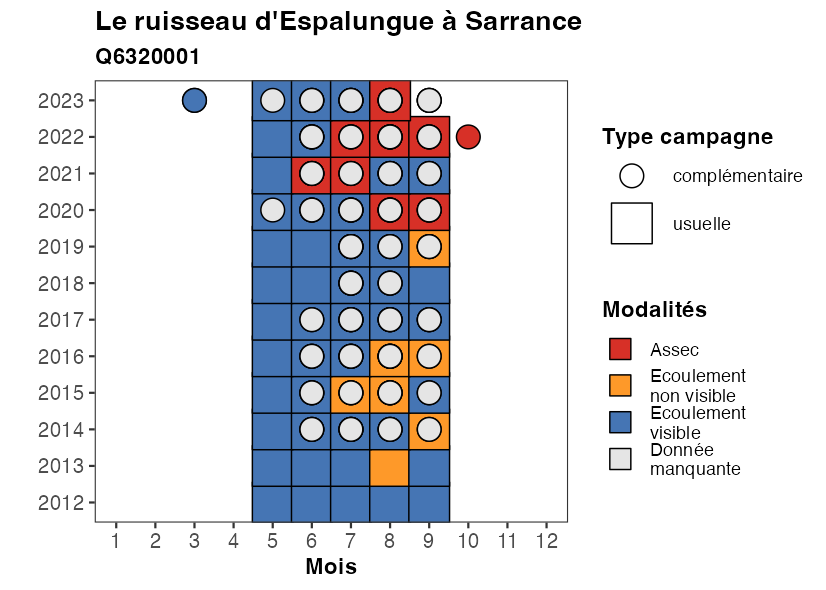 Le ruisseau d'Espalungue à Sarrance
Q6320001
2023
2022
2021
2020
2019
2018
2017
2016
2015
2014
2013
2012
1 2 3 4 5 6 7 8 9 10 11 12
Mois
Type campagne
complémentaire
usuelle
Modalités
Assec
Ecoulement
non visible
Ecoulement
visible
Donnée
manquante